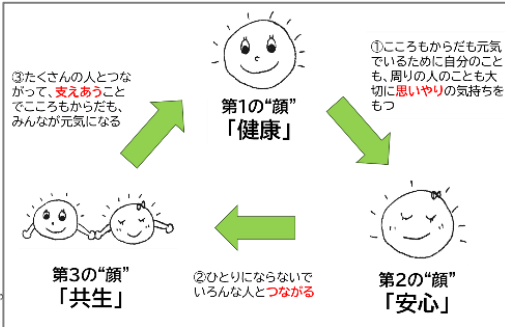 第1の“顔”
「健康」
①こころもからだも元気
でいるために自分のこと
も、周りの人のことも大
切に思いやりの気持ちを
もつ
第2の“顔”
「安心」
②ひとりにならないで
いろんな人とつながる
第3の“顔”
「共生」
③たくさんの人とつな
がって、支えあうこと
でこころもからだも、
みんなが元気になる